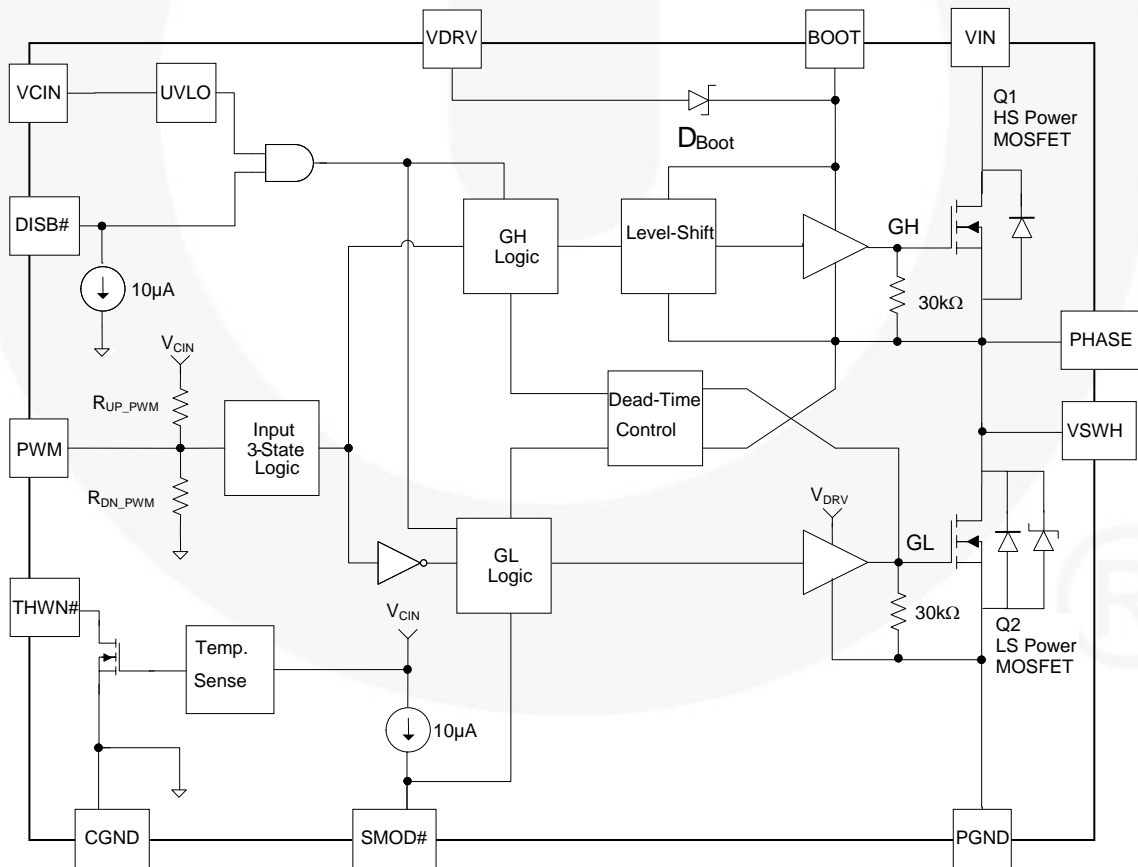 VDRV
BOOT
VIN
VCIN
UVLO
Q1
HS Power
MOSFET
DBoot
DISB#
GH
Logic
Level-Shift
GH
10µA
30kΩ
VCIN
PHASE
RUP_PWM
Dead-Time
Control
VSWH
PWM
Input
3-State
Logic
RDN_PWM
VDRV
GL
Logic
GL
THWN#
VCIN
30kΩ
Temp.
Sense
Q2
LS Power
MOSFET
10µA
CGND
SMOD#
PGND
®